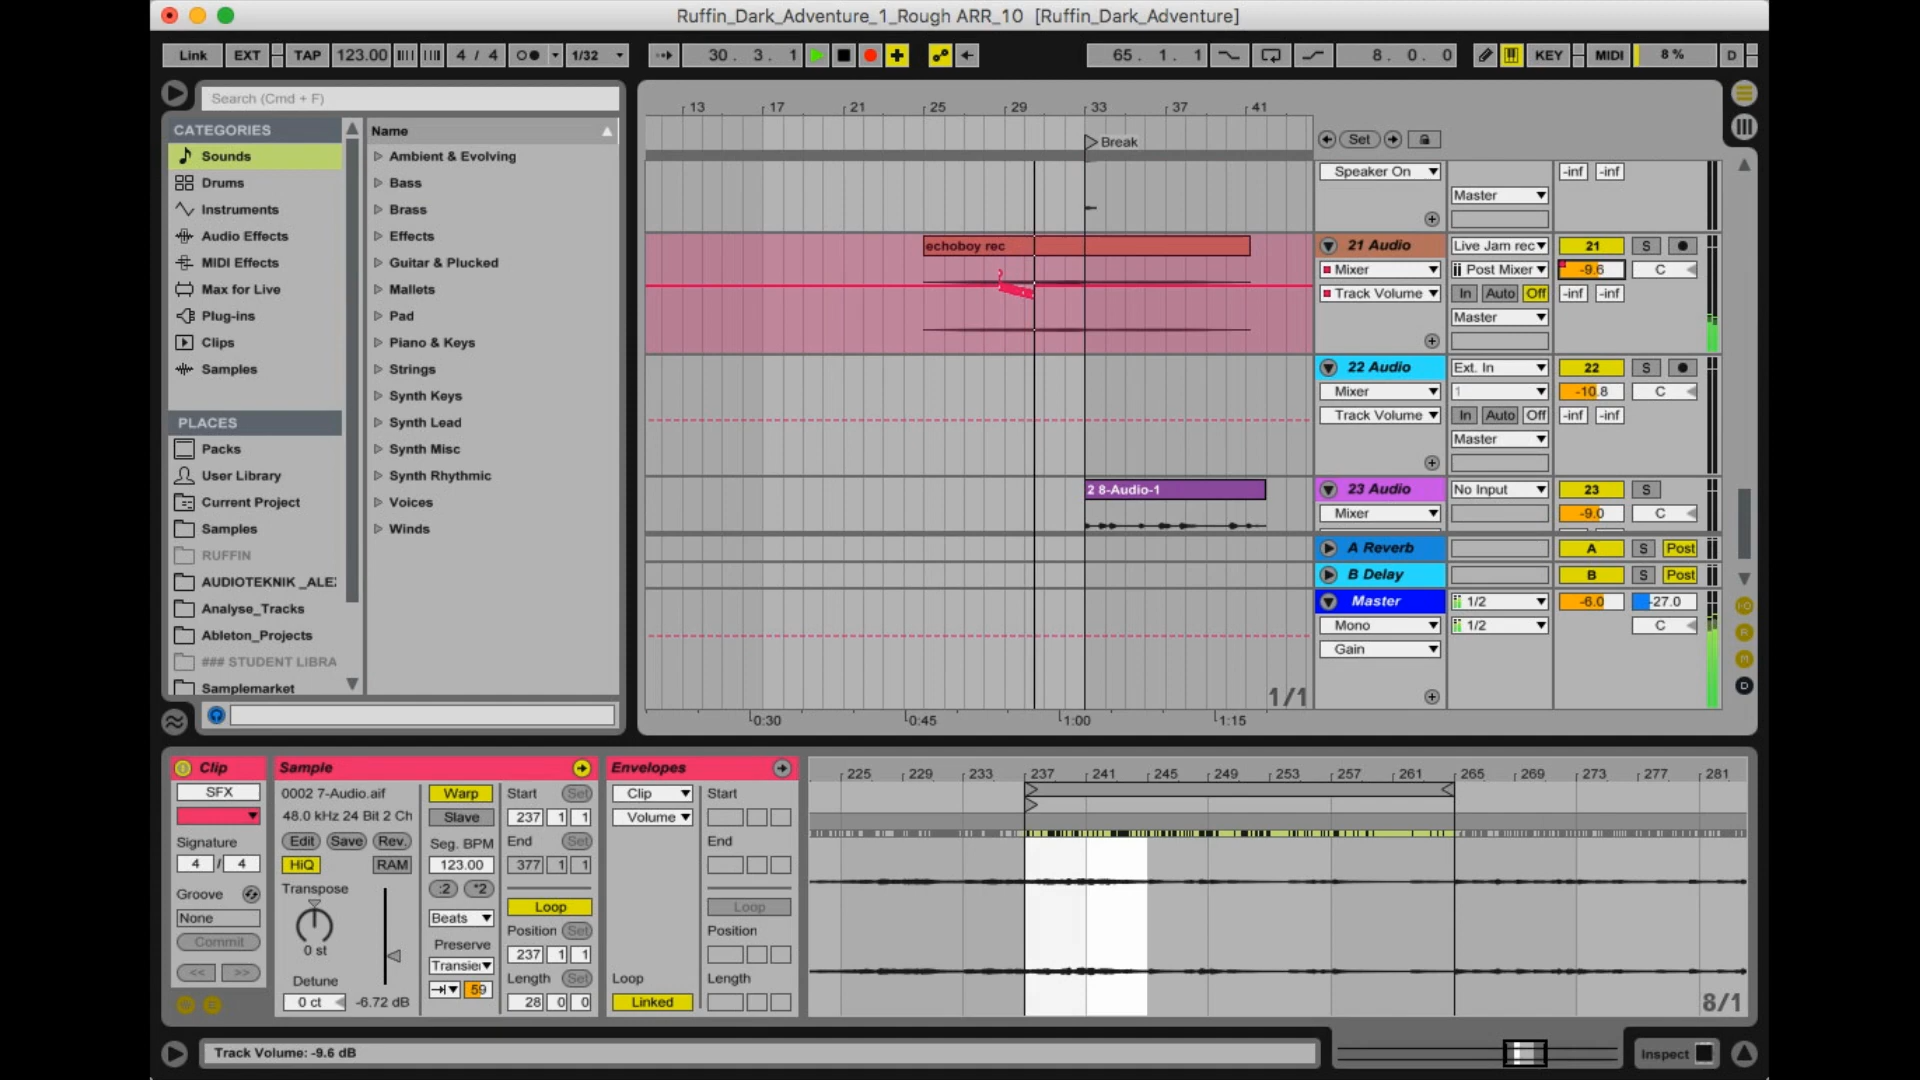 Ruffin_Dark_Adventure_1_Rough ARR_10 [Ruffin_Dark_Adventure]
Link EXT TAP 123.00 4 / 4 1/32 30. 3. 1 65. 1. 1 8. 0. 0 KEY MIDI 8 % D
Search (Cmd + F)
CATEGORIES
Sounds
Drums
Instruments
Audio Effects
MIDI Effects
Max for Live
Plug-ins
Clips
Samples
PLACES
Packs
User Library
Current Project
Samples
RUFFIN
AUDIOTEKNIK _ALE
Analyse_Tracks
Ableton_Projects
### STUDENT LIBRA
Samplemarket
Name
Ambient & Evolving
Bass
Brass
Effects
Guitar & Plucked
Mallets
Pad
Piano & Keys
Strings
Synth Keys
Synth Lead
Synth Misc
Synth Rhythmic
Voices
Winds
13 17 21 25 29 33 37 41
Break
Set
Speaker On -inf -inf
Master
echoboy rec
21 Audio Live Jam rec 21 S
Mixer Post Mixer -9.6 C
Track Volume In Auto Off -inf -inf
Master
22 Audio Ext. In 22 S
Mixer 1 -10.8 C
Track Volume In Auto Off -inf -inf
Master
2 8-Audio-1
23 Audio No Input 23 S
Mixer -9.0 C
A Reverb A S Post
B Delay B S Post
Master 1/2 -6.0 -27.0
Mono 1/2 C
Gain
1/1
0:30 0:45 1:00 1:15
Clip
SFX
Signature
4 / 4
Groove
None
Commit
<< >>
Sample
0002 7-Audio.aif
48.0 kHz 24 Bit 2 Ch
Edit Save Rev.
HiQ RAM
Transpose
0 st
Detune
0 ct -6.72 dB
Warp
Slave
Seg. BPM
123.00
:2 *2
Beats
Preserve
Transie
59
Start Set
237 1 1
End Set
377 1 1
Loop
Position Set
237 1 1
Length Set
28 0 0
Envelopes
Clip
Volume
Loop
Linked
Start
End
Loop
Position
Length
225 229 233 237 241 245 249 253 257 261 265 269 273 277 281
8/1
Track Volume: -9.6 dB
Inspect